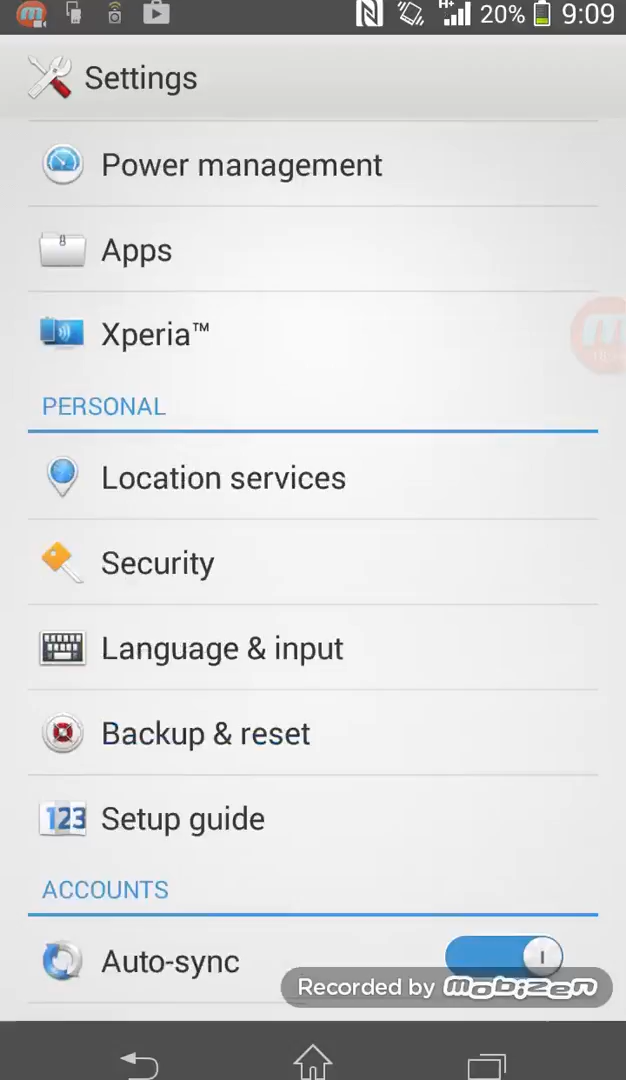 20% 9:09
Settings
Power management
Apps
Xperia™
PERSONAL
Location services
Security
Language & input
Backup & reset
123 Setup guide
ACCOUNTS
Auto-sync
Recorded by mobizen